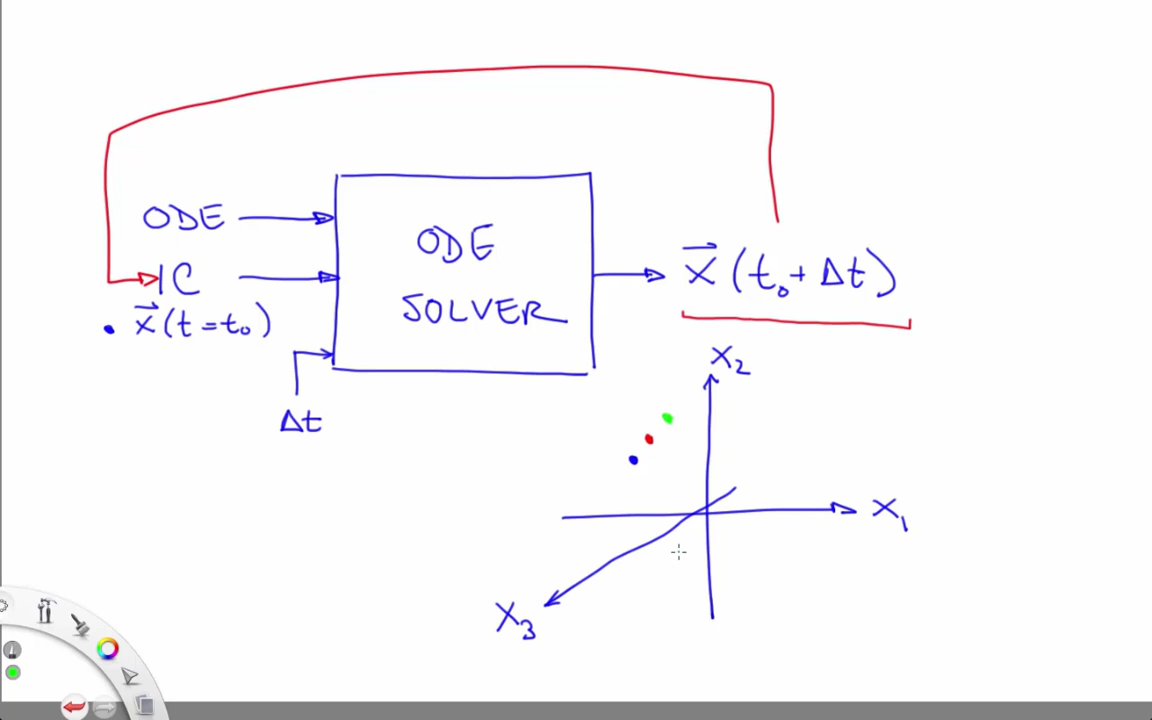 ODE
IC
• x⃗(t=t₀)
Δt
ODE
SOLVER
x⃗(t₀+Δt)
x₂
x₁
x₃